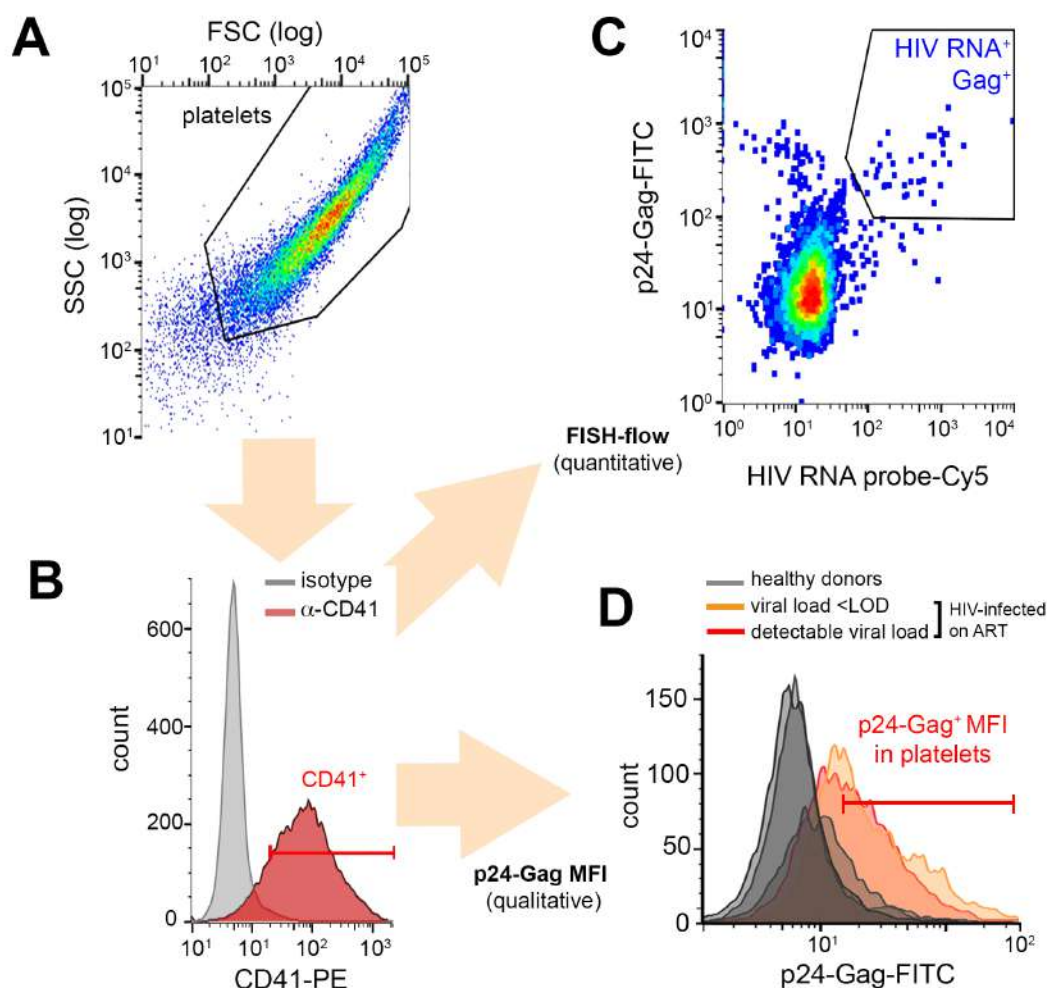 A
FSC (log)
10¹ 10² 10³ 10⁴ 10⁵
platelets
10⁵
10⁴
10³
10²
10¹
SSC (log)
C
HIV RNA⁺
Gag⁺
10⁴
10³
10²
10¹
10⁰
p24-Gag-FITC
10⁰ 10¹ 10² 10³ 10⁴
HIV RNA probe-Cy5
FISH-flow
(quantitative)
B
isotype
α-CD41
600
400
200
0
count
CD41⁺
10¹ 10¹ 10² 10³
CD41-PE
p24-Gag MFI
(qualitative)
D
healthy donors
viral load <LOD
detectable viral load
HIV-infected
on ART
150
100
50
0
count
p24-Gag⁺ MFI
in platelets
10¹ 10²
p24-Gag-FITC